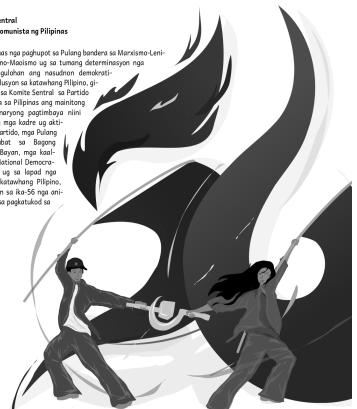 entral
omunista ng Pilipinas
as nga paghupot sa Pulang bandera sa Marxismo-Leni-
no-Maoismo ug sa tumang determinasyon nga
gulohan ang nasudnon demokrati-
lusyon sa katawhang Pilipino, gi-
sa Komite Sentral sa Partido
a sa Pilipinas ang mainitong
naryong pagtimbaya niini
mga kadre ug akti-
artido, mga Pulang
bat sa Bagong
Bayan, mga kaal-
National Democra-
ug sa lapad nga
katawhang Pilipino,
n sa ika-56 nga ani-
sa pagkatukod sa